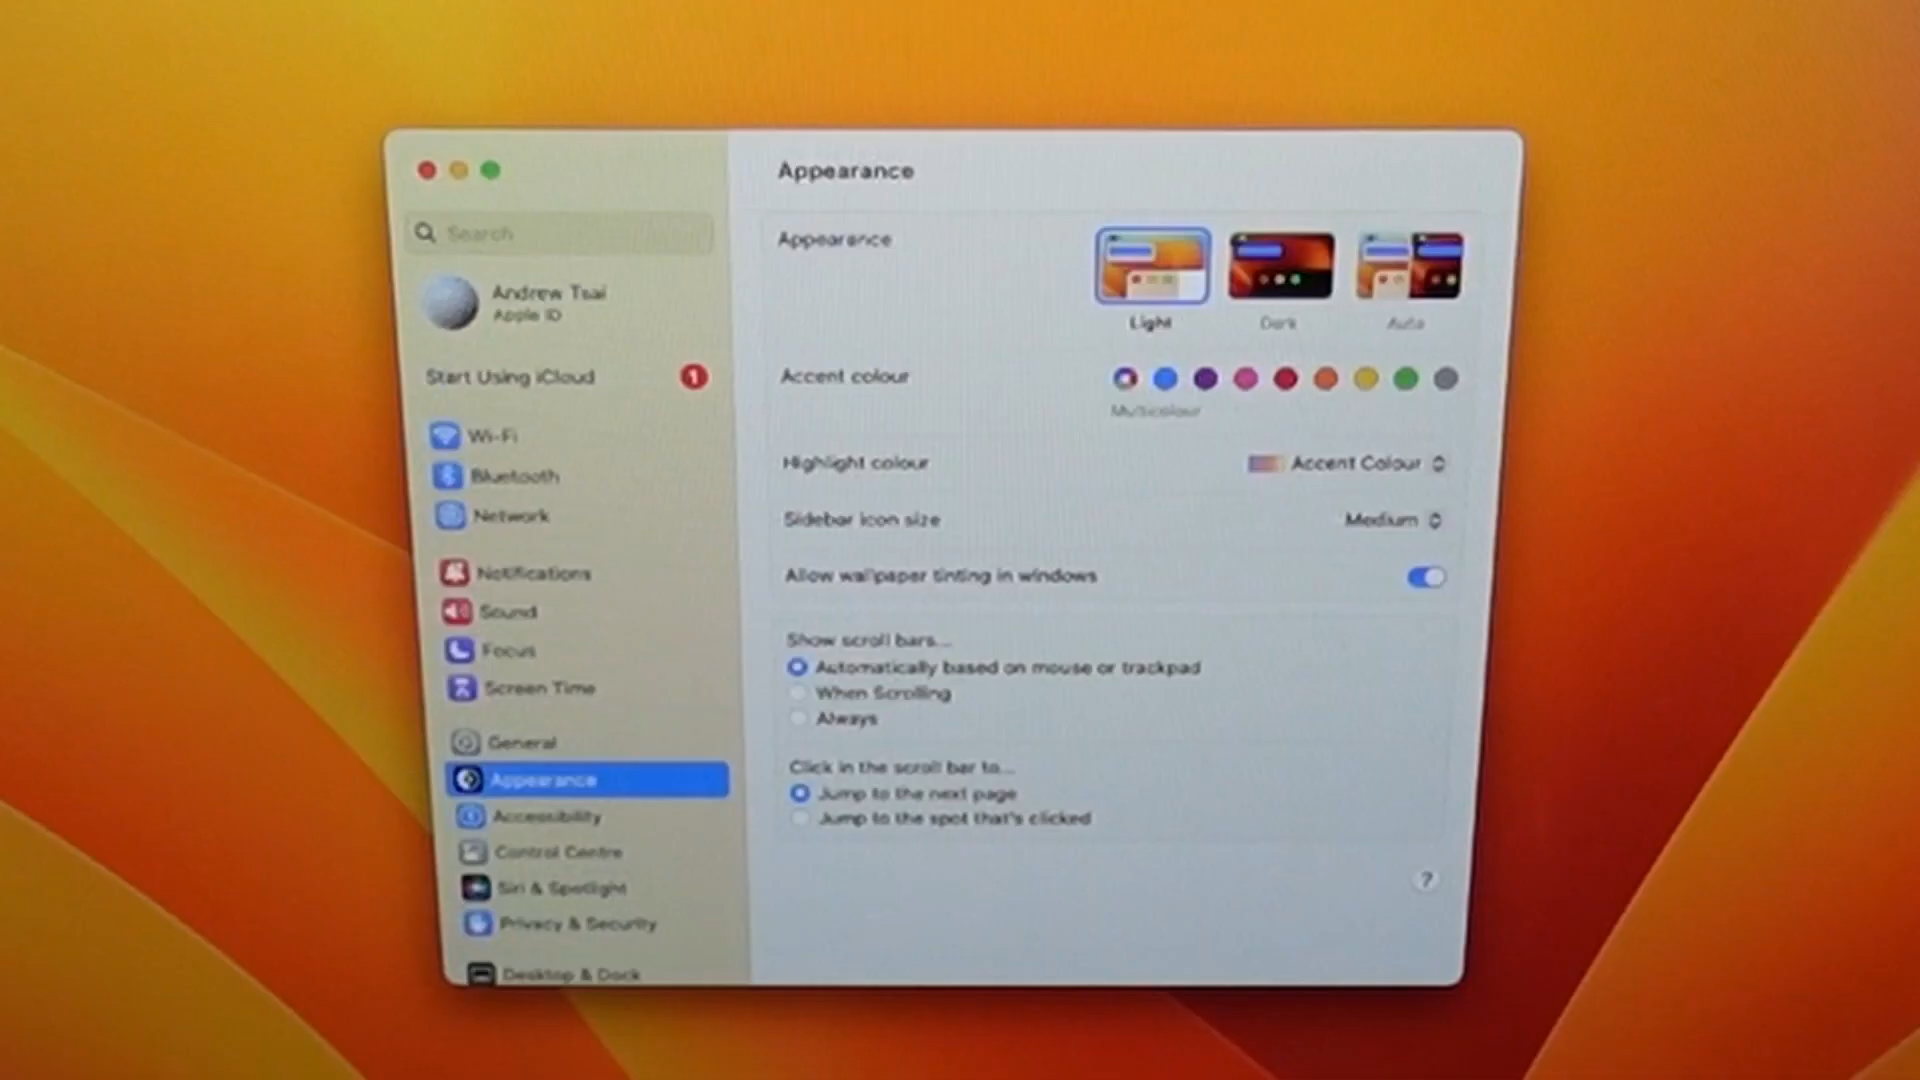 Appearance
Search
Andrew Tsai
Apple ID
Start Using iCloud 1
Wi-Fi
Bluetooth
Network
Notifications
Sound
Focus
Screen Time
General
Appearance
Accessibility
Control Centre
Siri & Spotlight
Privacy & Security
Desktop & Dock
Appearance
Light
Dark
Auto
Accent colour
Multicolour
Highlight colour
Accent Colour
Sidebar icon size
Medium
Allow wallpaper tinting in windows
Show scroll bars...
Automatically based on mouse or trackpad
When Scrolling
Always
Click in the scroll bar to...
Jump to the next page
Jump to the spot that's clicked
?